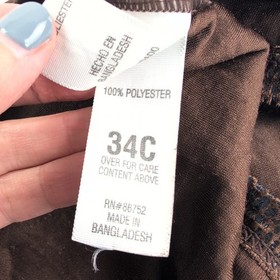 HECHO EN
BANGLADESH
100% POLYESTER
34C
OVER FOR CARE
CONTENT ABOVE
RN#86752
MADE IN
BANGLADESH